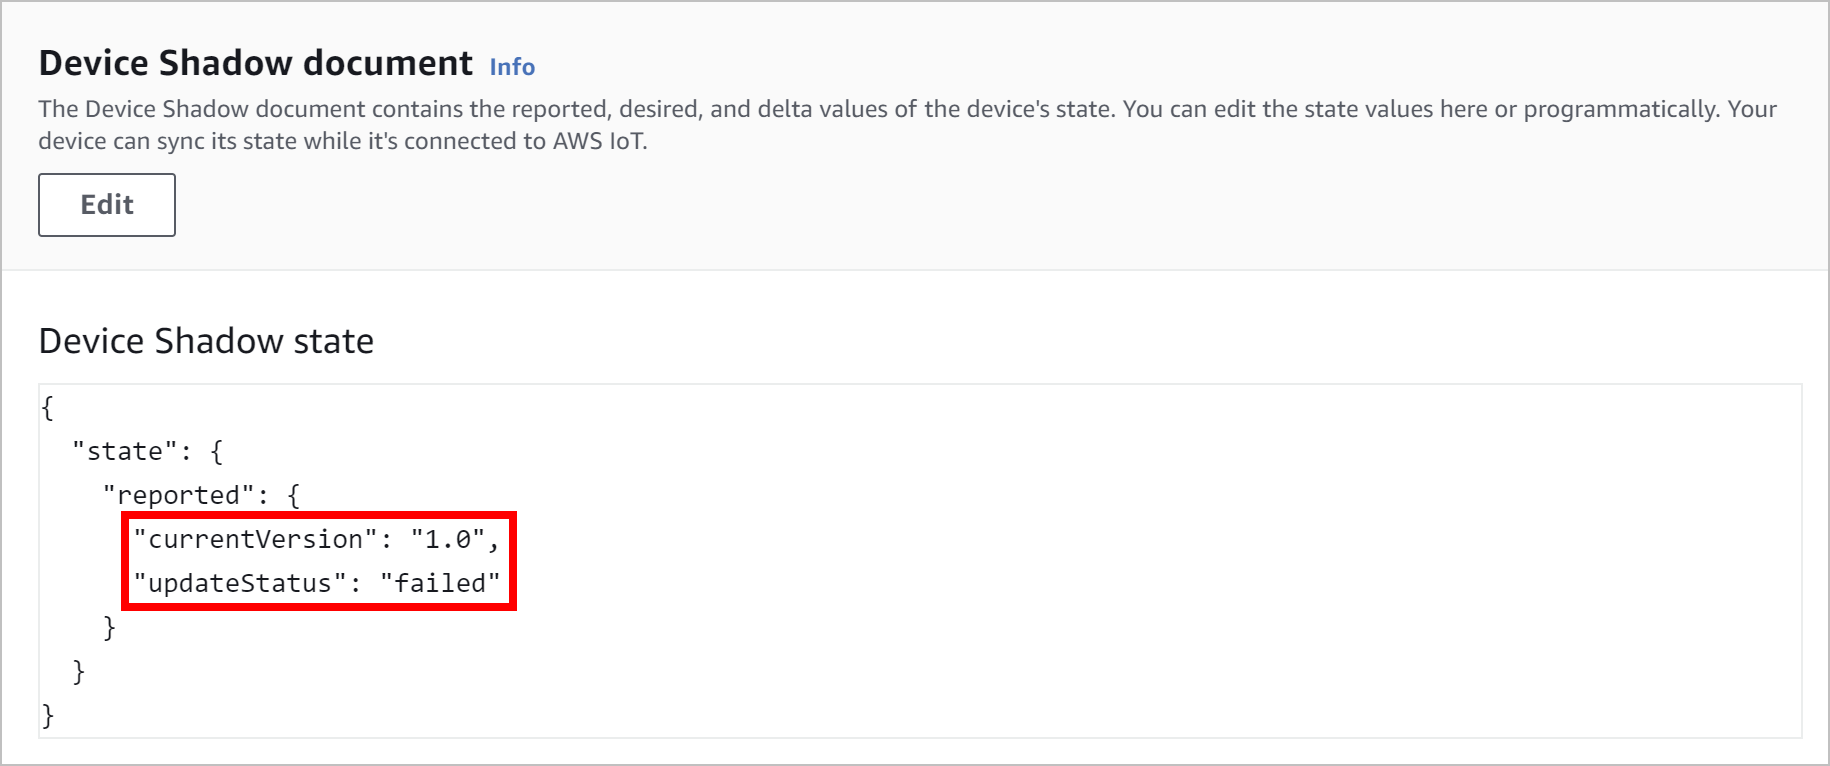 Device Shadow document Info
The Device Shadow document contains the reported, desired, and delta values of the device's state. You can edit the state values here or programmatically. Your
device can sync its state while it's connected to AWS IoT.
Edit
Device Shadow state
{
  "state": {
    "reported": {
      "currentVersion": "1.0",
      "updateStatus": "failed"
    }
  }
}